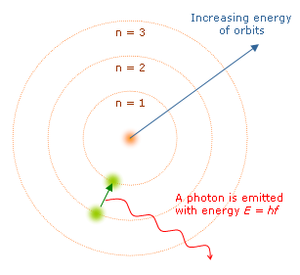 Increasing energy
of orbits
n = 3
n = 2
n = 1
A photon is emitted
with energy E = hf